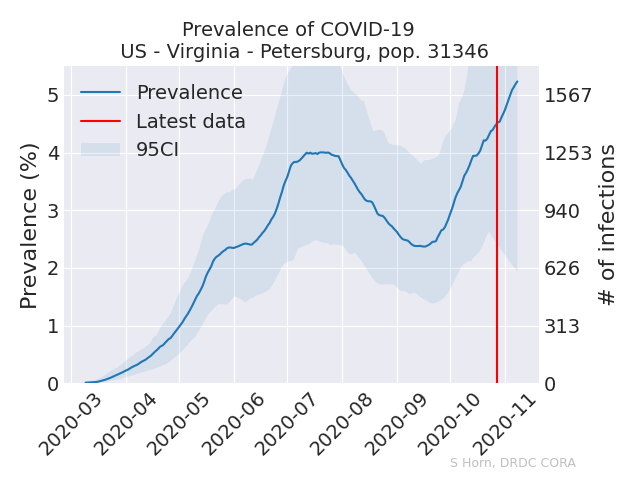 Prevalence of COVID-19
US - Virginia - Petersburg, pop. 31346
Prevalence
Latest data
95CI
Prevalence (%)
5
4
3
2
1
0
1567
1253
940
626
313
0
# of infections
2020-03
2020-04
2020-05
2020-06
2020-07
2020-08
2020-09
2020-10
2020-11
S Horn, DRDC CORA